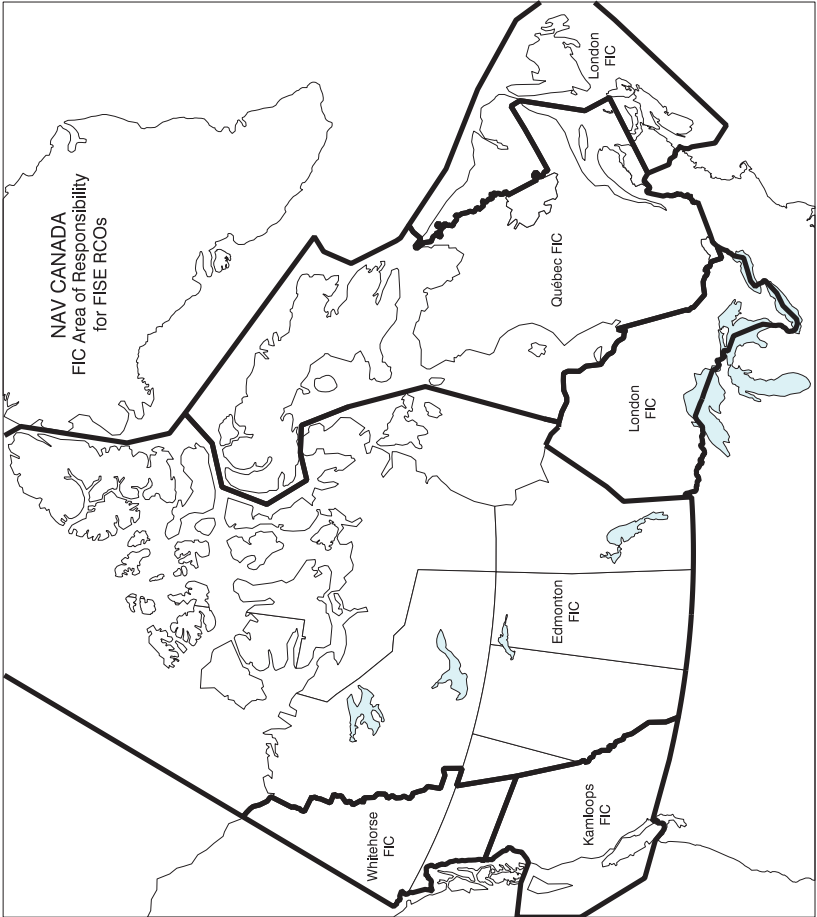 NAV CANADA
FIC Area of Responsibility
for FISE RCOs
Whitehorse
FIC
Kamloops
FIC
Edmonton
FIC
London
FIC
Québec FIC
London
FIC